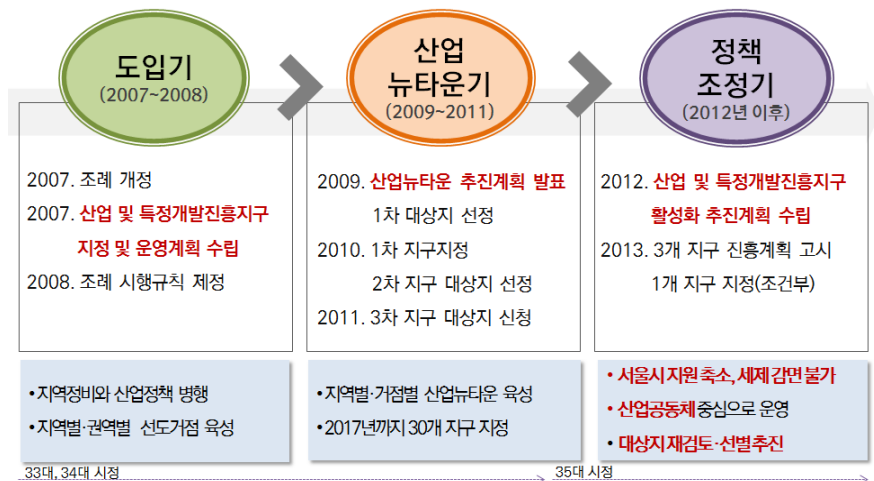 도입기
(2007~2008)
2007. 조례 개정
2007. 산업 및 특정개발진흥지구
지정 및 운영계획 수립
2008. 조례 시행규칙 제정
•지역정비와 산업정책 병행
•지역별·권역별 선도거점 육성
산업
뉴타운기
(2009~2011)
2009. 산업뉴타운 추진계획 발표
1차 대상지 선정
2010. 1차 지구지정
2차 지구 대상지 선정
2011. 3차 지구 대상지 신청
•지역별·거점별 산업뉴타운 육성
•2017년까지 30개 지구 지정
정책
조정기
(2012년 이후)
2012. 산업 및 특정개발진흥지구
활성화 추진계획 수립
2013. 3개 지구 진흥계획 고시
1개 지구 지정(조건부)
• 서울시 지원 축소, 세제 감면 불가
• 산업공동체 중심으로 운영
• 대상지 재검토·선별 추진
33대, 34대 시정
35대 시정